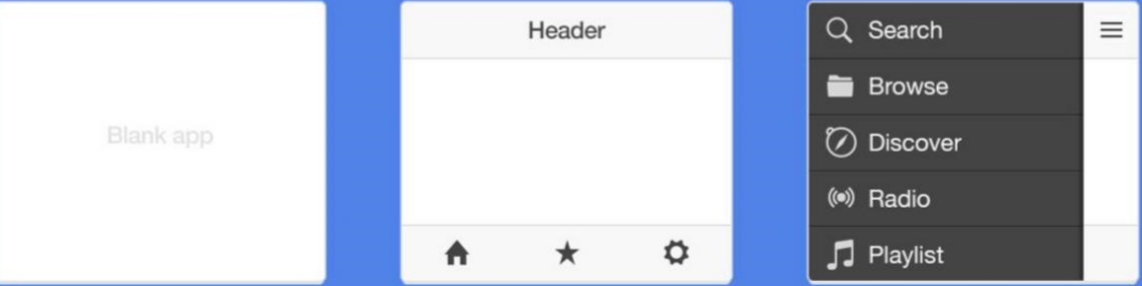 Blank app
Header
Search
Browse
Discover
Radio
Playlist